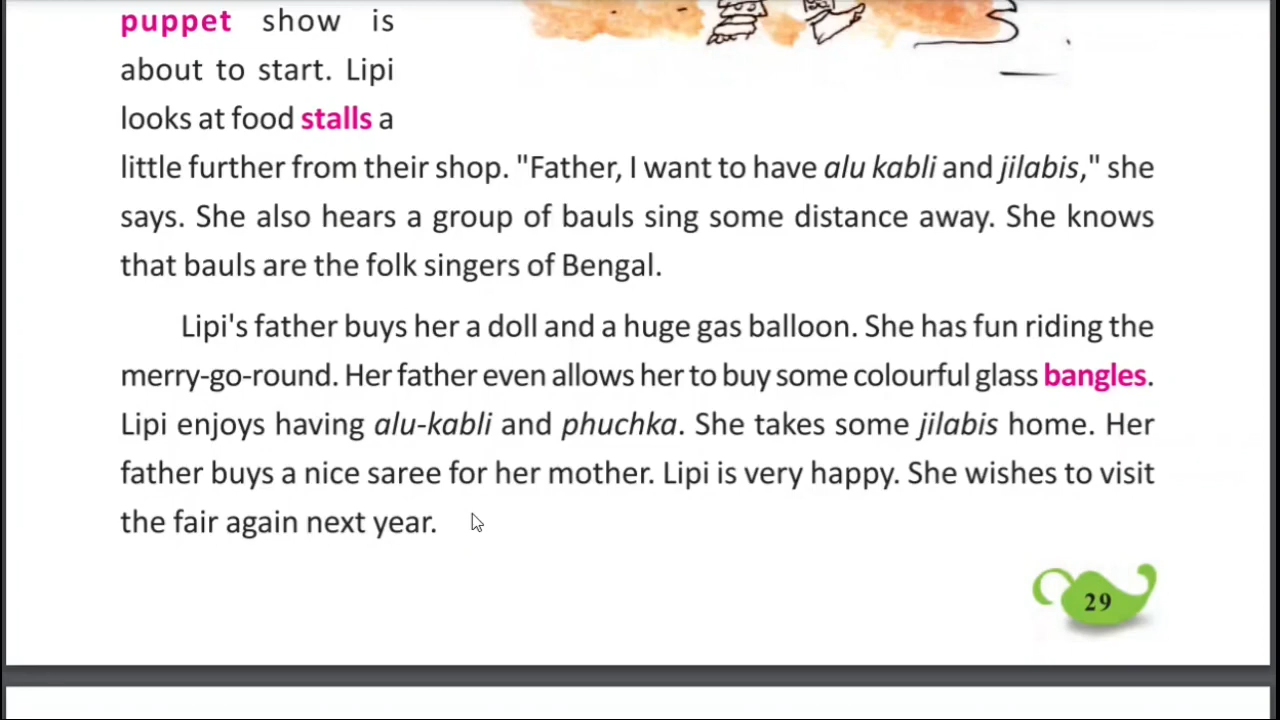 puppet show is
about to start. Lipi
looks at food stalls a
little further from their shop. "Father, I want to have alu kabli and jilabis," she
says. She also hears a group of bauls sing some distance away. She knows
that bauls are the folk singers of Bengal.
Lipi's father buys her a doll and a huge gas balloon. She has fun riding the
merry-go-round. Her father even allows her to buy some colourful glass bangles.
Lipi enjoys having alu-kabli and phuchka. She takes some jilabis home. Her
father buys a nice saree for her mother. Lipi is very happy. She wishes to visit
the fair again next year.
29